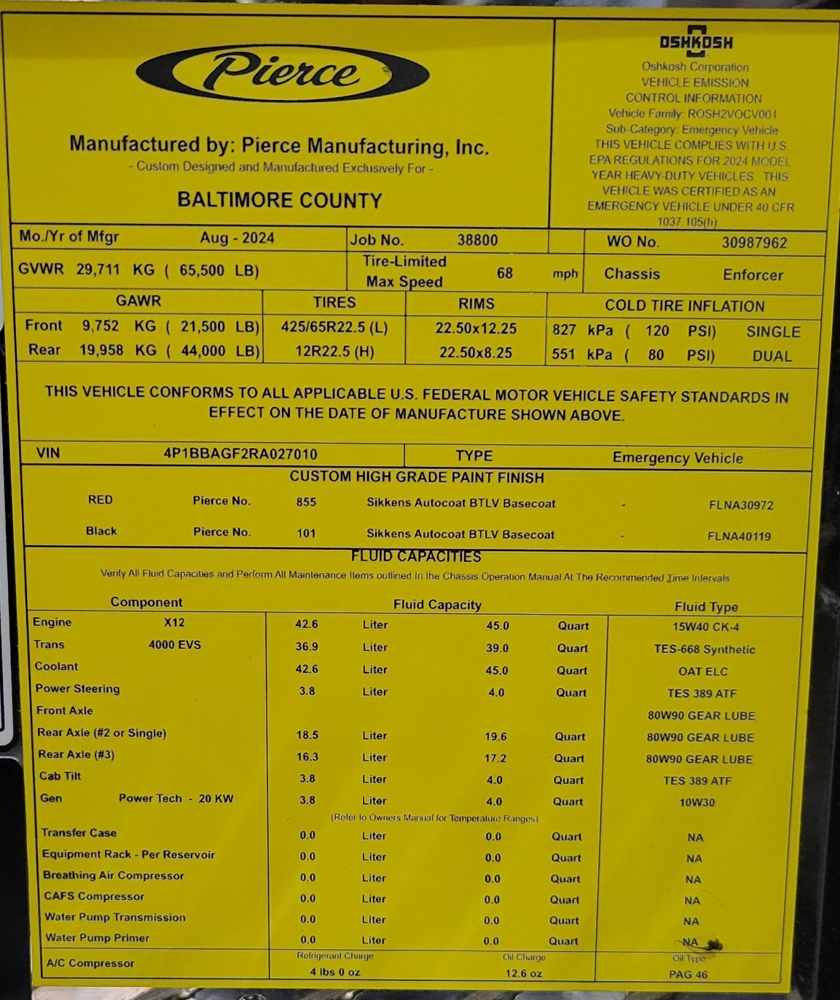 Pierce
Manufactured by: Pierce Manufacturing, Inc.
- Custom Designed and Manufactured Exclusively For -
BALTIMORE COUNTY
OSHKOSH
Oshkosh Corporation
VEHICLE EMISSION
CONTROL INFORMATION
Vehicle Family: ROSH2VOCV001
Sub-Category: Emergency Vehicle
THIS VEHICLE COMPLIES WITH U.S.
EPA REGULATIONS FOR 2024 MODEL
YEAR HEAVY-DUTY VEHICLES. THIS
VEHICLE WAS CERTIFIED AS AN
EMERGENCY VEHICLE UNDER 40 CFR
1037.105(h)
Mo./Yr of Mfgr Aug - 2024 Job No. 38800 WO No. 30987962
GVWR 29,711 KG ( 65,500 LB) Tire-Limited Max Speed 68 mph Chassis Enforcer
GAWR TIRES RIMS COLD TIRE INFLATION
Front 9,752 KG ( 21,500 LB) 425/65R22.5 (L) 22.50x12.25 827 kPa ( 120 PSI) SINGLE
Rear 19,958 KG ( 44,000 LB) 12R22.5 (H) 22.50x8.25 551 kPa ( 80 PSI) DUAL
THIS VEHICLE CONFORMS TO ALL APPLICABLE U.S. FEDERAL MOTOR VEHICLE SAFETY STANDARDS IN
EFFECT ON THE DATE OF MANUFACTURE SHOWN ABOVE.
VIN 4P1BBAGF2RA027010 TYPE Emergency Vehicle
CUSTOM HIGH GRADE PAINT FINISH
RED Pierce No. 855 Sikkens Autocoat BTLV Basecoat - FLNA30972
Black Pierce No. 101 Sikkens Autocoat BTLV Basecoat - FLNA40119
FLUID CAPACITIES
Verify All Fluid Capacities and Perform All Maintenance Items outlined In the Chassis Operation Manual At The Recommended Time Intervals
Component Fluid Capacity Fluid Type
Engine X12 42.6 Liter 45.0 Quart 15W40 CK-4
Trans 4000 EVS 36.9 Liter 39.0 Quart TES-668 Synthetic
Coolant 42.6 Liter 45.0 Quart OAT ELC
Power Steering 3.8 Liter 4.0 Quart TES 389 ATF
Front Axle 80W90 GEAR LUBE
Rear Axle (#2 or Single) 18.5 Liter 19.6 Quart 80W90 GEAR LUBE
Rear Axle (#3) 16.3 Liter 17.2 Quart 80W90 GEAR LUBE
Cab Tilt 3.8 Liter 4.0 Quart TES 389 ATF
Gen Power Tech - 20 KW 3.8 Liter 4.0 Quart 10W30
(Refer to Owners Manual for Temperature Ranges)
Transfer Case 0.0 Liter 0.0 Quart NA
Equipment Rack - Per Reservoir 0.0 Liter 0.0 Quart NA
Breathing Air Compressor 0.0 Liter 0.0 Quart NA
CAFS Compressor 0.0 Liter 0.0 Quart NA
Water Pump Transmission 0.0 Liter 0.0 Quart NA
Water Pump Primer 0.0 Liter 0.0 Quart NA
Refrigerant Charge Oil Charge Oil Type
A/C Compressor 4 lbs 0 oz 12.6 oz PAG 46